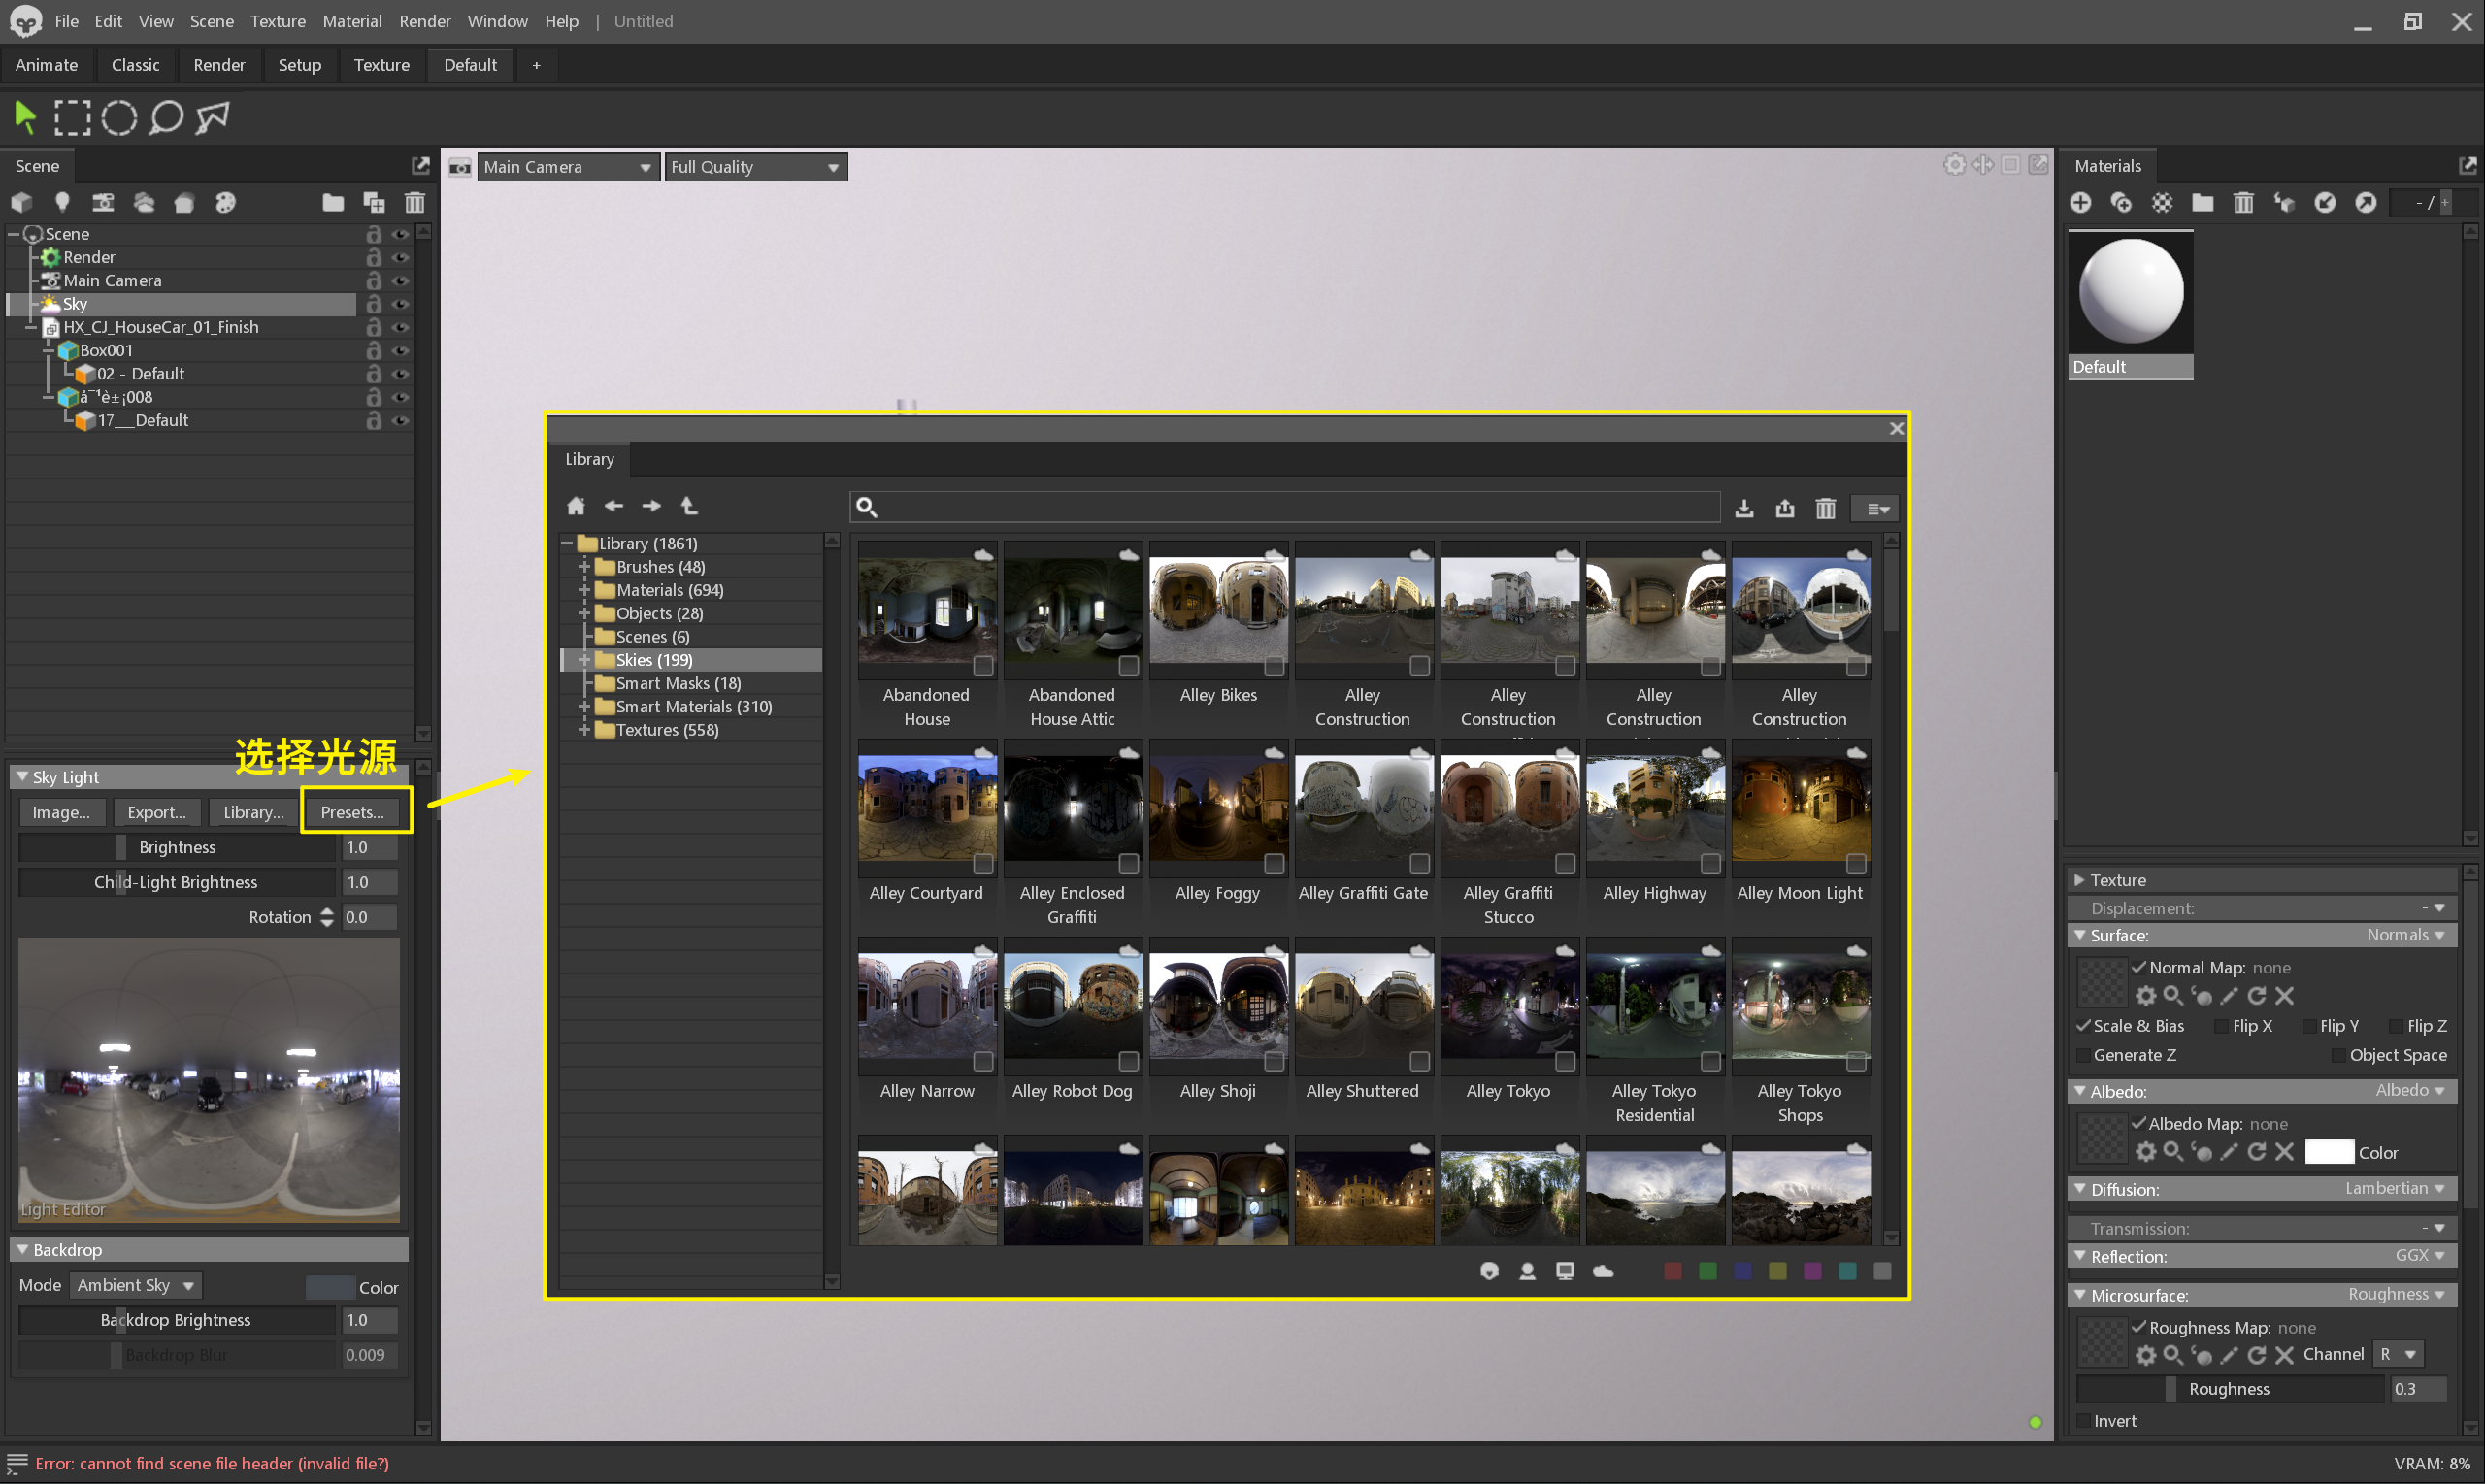 File Edit View Scene Texture Material Render Window Help | Untitled
Animate Classic Render Setup Texture Default +
Scene
Main Camera Full Quality
Materials
- / +
Scene
Render
Main Camera
Sky
HX_CJ_HouseCar_01_Finish
Box001
02 - Default
å¯¹è±¡008
17__Default
Default
Library
Library (1861)
Brushes (48)
Materials (694)
Objects (28)
Scenes (6)
Skies (199)
Smart Masks (18)
Smart Materials (310)
Textures (558)
Abandoned House
Abandoned House Attic
Alley Bikes
Alley Construction
Alley Construction
Alley Construction
Alley Construction
Alley Courtyard
Alley Enclosed Graffiti
Alley Foggy
Alley Graffiti Gate
Alley Graffiti Stucco
Alley Highway
Alley Moon Light
Alley Narrow
Alley Robot Dog
Alley Shoji
Alley Shuttered
Alley Tokyo
Alley Tokyo Residential
Alley Tokyo Shops
选择光源
Sky Light
Image... Export... Library... Presets...
Brightness 1.0
Child-Light Brightness 1.0
Rotation 0.0
Light Editor
Backdrop
Mode Ambient Sky Color
Backdrop Brightness 1.0
Backdrop Blur 0.009
Texture
Displacement: -
Surface: Normals
Normal Map: none
Scale & Bias Flip X Flip Y Flip Z
Generate Z Object Space
Albedo: Albedo
Albedo Map: none
Color
Diffusion: Lambertian
Transmission: -
Reflection: GGX
Microsurface: Roughness
Roughness Map: none
Channel R
Roughness 0.3
Invert
Error: cannot find scene file header (invalid file?)
VRAM: 8%